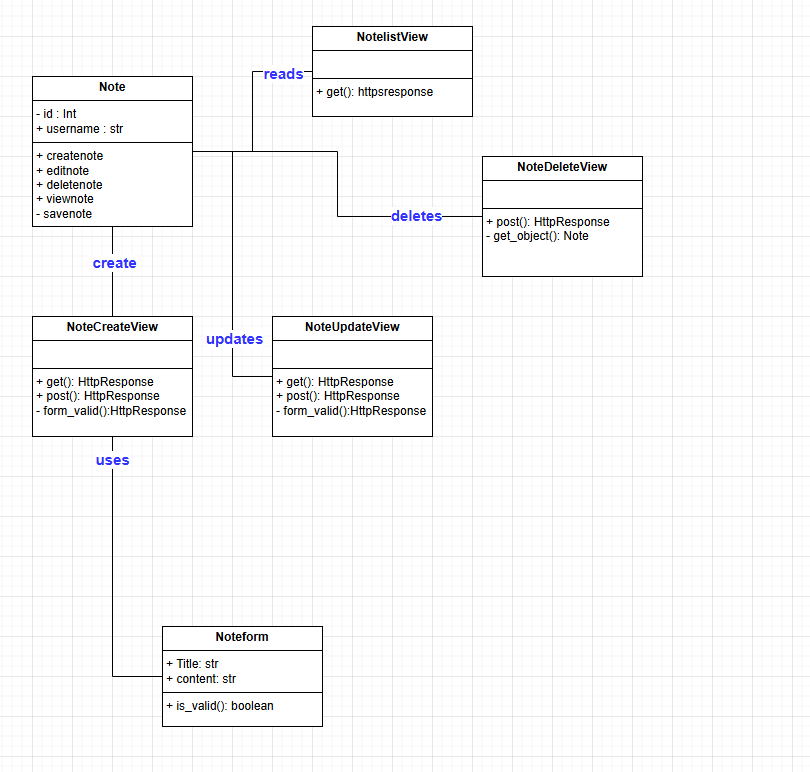 NotelistView
+ get(): httpsresponse
reads
Note
- id : Int
+ username : str
+ createnote
+ editnote
+ deletenote
+ viewnote
- savenote
NoteDeleteView
+ post(): HttpResponse
- get_object(): Note
deletes
create
NoteCreateView
+ get(): HttpResponse
+ post(): HttpResponse
- form_valid():HttpResponse
updates
NoteUpdateView
+ get(): HttpResponse
+ post(): HttpResponse
- form_valid():HttpResponse
uses
Noteform
+ Title: str
+ content: str
+ is_valid(): boolean